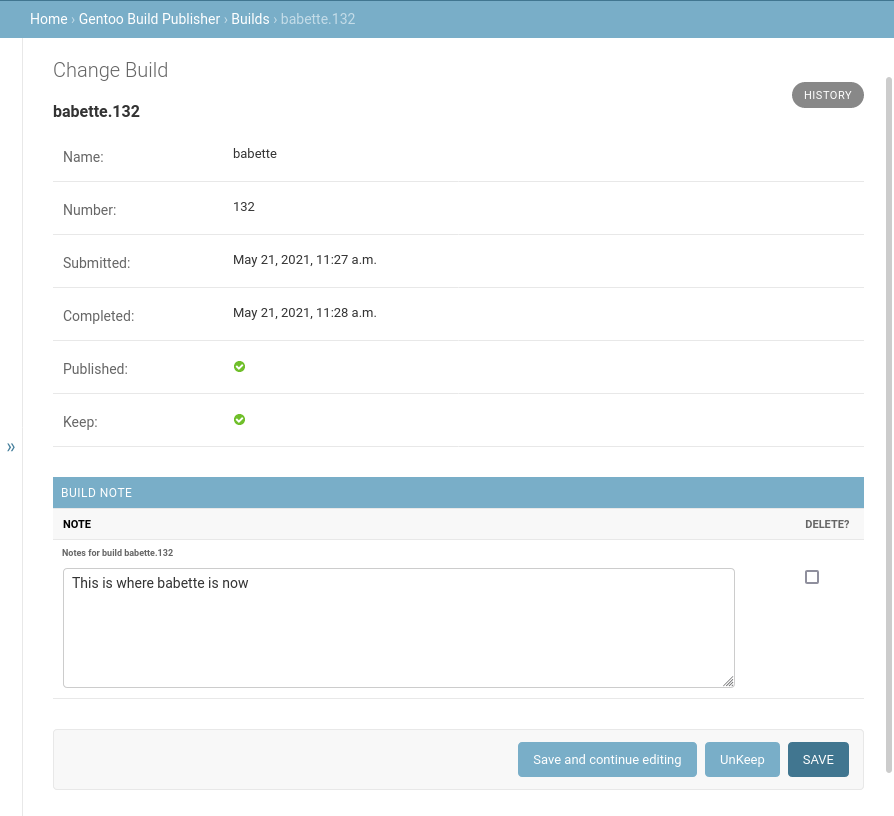 Home › Gentoo Build Publisher › Builds › babette.132
Change Build
HISTORY
babette.132
Name: babette
Number: 132
Submitted: May 21, 2021, 11:27 a.m.
Completed: May 21, 2021, 11:28 a.m.
Published:
Keep:
»
BUILD NOTE
NOTE DELETE?
Notes for build babette.132
This is where babette is now
Save and continue editing UnKeep SAVE